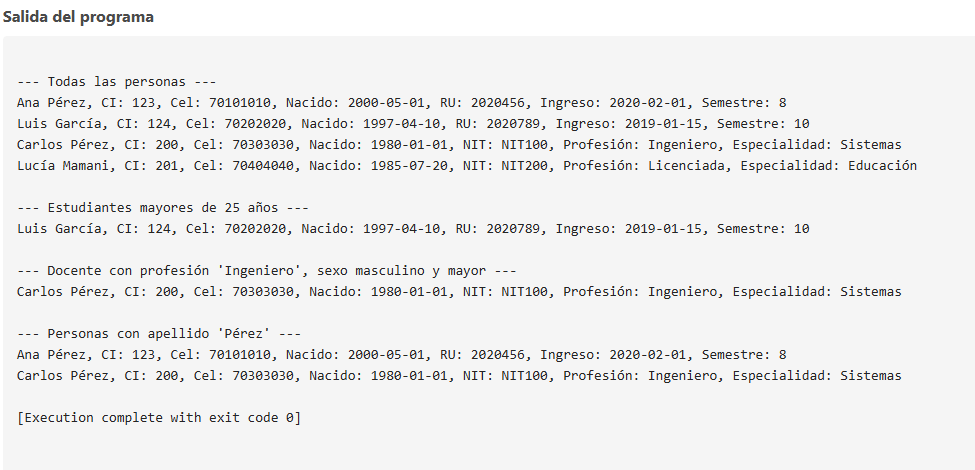 Salida del programa
--- Todas las personas ---
Ana Pérez, CI: 123, Cel: 70101010, Nacido: 2000-05-01, RU: 2020456, Ingreso: 2020-02-01, Semestre: 8
Luis García, CI: 124, Cel: 70202020, Nacido: 1997-04-10, RU: 2020789, Ingreso: 2019-01-15, Semestre: 10
Carlos Pérez, CI: 200, Cel: 70303030, Nacido: 1980-01-01, NIT: NIT100, Profesión: Ingeniero, Especialidad: Sistemas
Lucía Mamani, CI: 201, Cel: 70404040, Nacido: 1985-07-20, NIT: NIT200, Profesión: Licenciada, Especialidad: Educación
--- Estudiantes mayores de 25 años ---
Luis García, CI: 124, Cel: 70202020, Nacido: 1997-04-10, RU: 2020789, Ingreso: 2019-01-15, Semestre: 10
--- Docente con profesión 'Ingeniero', sexo masculino y mayor ---
Carlos Pérez, CI: 200, Cel: 70303030, Nacido: 1980-01-01, NIT: NIT100, Profesión: Ingeniero, Especialidad: Sistemas
--- Personas con apellido 'Pérez' ---
Ana Pérez, CI: 123, Cel: 70101010, Nacido: 2000-05-01, RU: 2020456, Ingreso: 2020-02-01, Semestre: 8
Carlos Pérez, CI: 200, Cel: 70303030, Nacido: 1980-01-01, NIT: NIT100, Profesión: Ingeniero, Especialidad: Sistemas
[Execution complete with exit code 0]